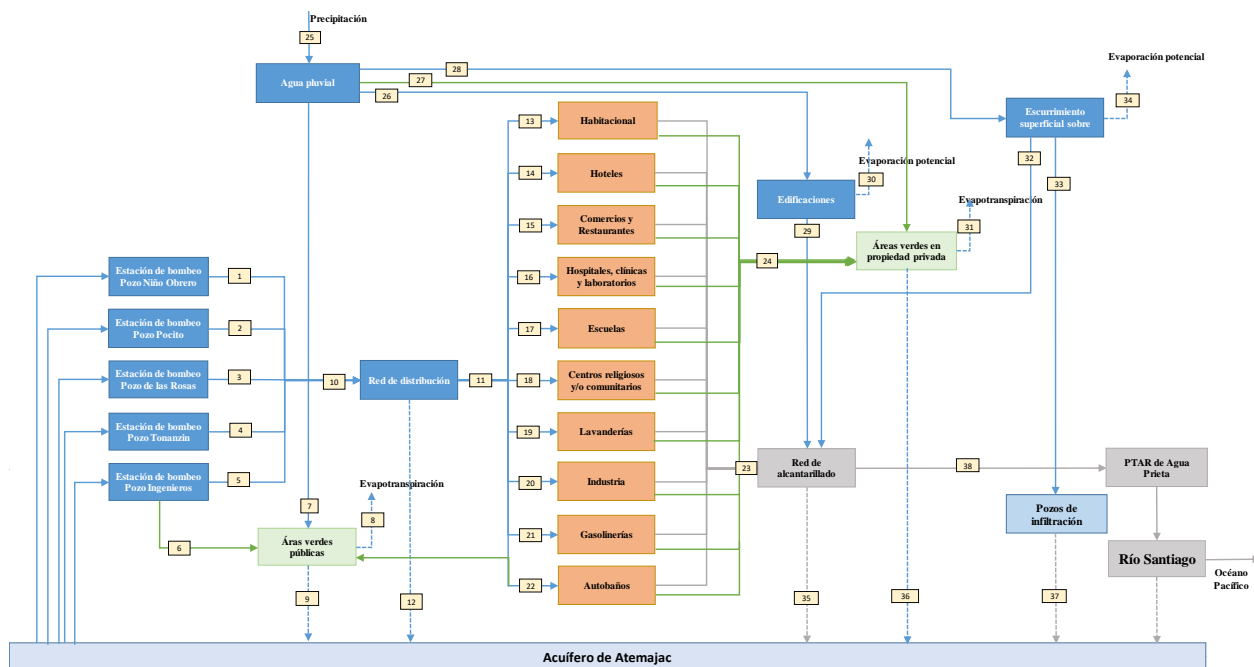 Precipitación
25
28
27
26
Agua pluvial
Evaporación potencial
34
Escurrimiento
superficial sobre
32
33
13
Habitacional
14
Hoteles
Evaporación potencial
30
Edificaciones
29
Evapotranspiración
31
15
Comercios y
Restaurantes
Áreas verdes en
propiedad privada
24
16
Hospitales, clínicas
y laboratorios
Estación de bombeo
Pozo Niño Obrero
1
Estación de bombeo
Pozo Pocito
2
17
Escuelas
Estación de bombeo
Pozo de las Rosas
3
10
Red de distribución
11
18
Centros religiosos
y/o comunitarios
Estación de bombeo
Pozo Tonanzin
4
19
Lavanderías
Estación de bombeo
Pozo Ingenieros
5
20
Industria
23
Red de
alcantarillado
38
PTAR de Agua
Prieta
Evapotranspiración
7
8
6
Áras verdes
públicas
21
Gasolinerías
Pozos de
infiltración
Río Santiago
Océano
Pacífico
22
Autobaños
9
12
35
36
37
Acuífero de Atemajac